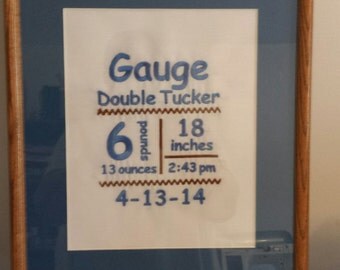 Gauge
Double Tucker
6 pounds
13 ounces
18
inches
2:43 pm
4-13-14